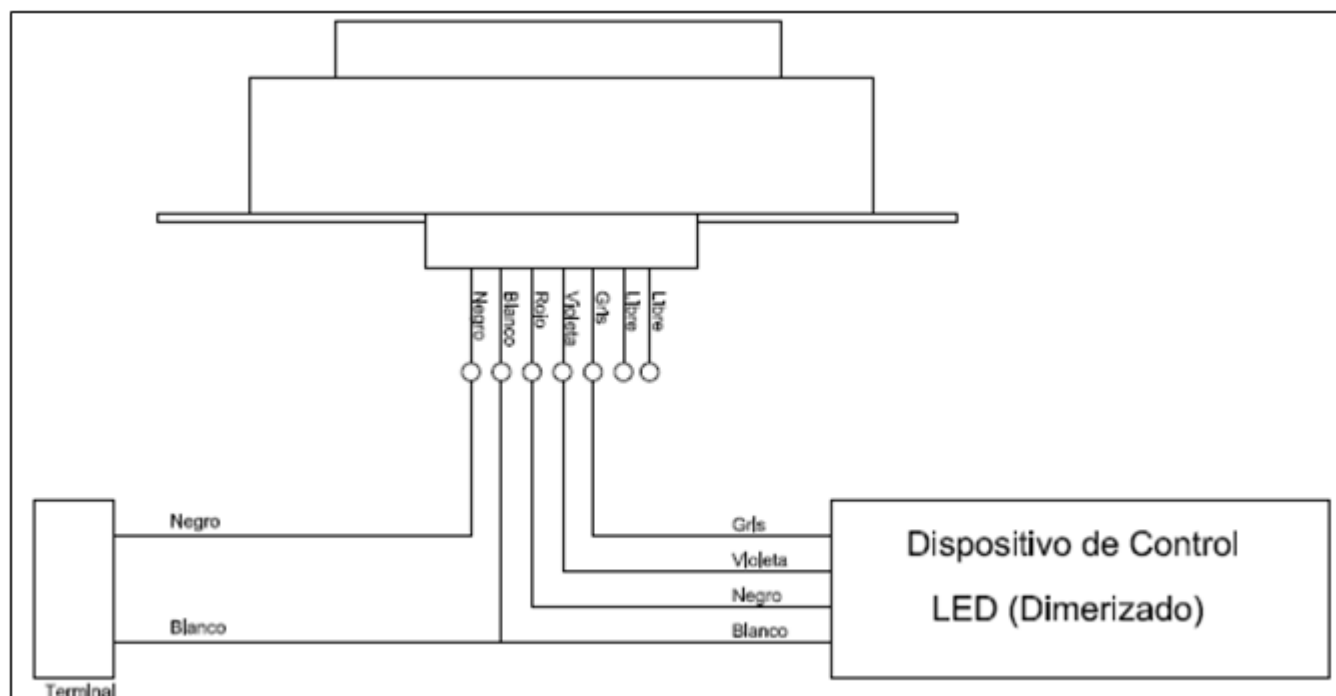 Negro
Blanco
Rojo
Violeta
Gris
Libre
Libre
Negro
Blanco
Terminal
Gris
Violeta
Negro
Blanco
Dispositivo de Control
LED (Dimerizado)